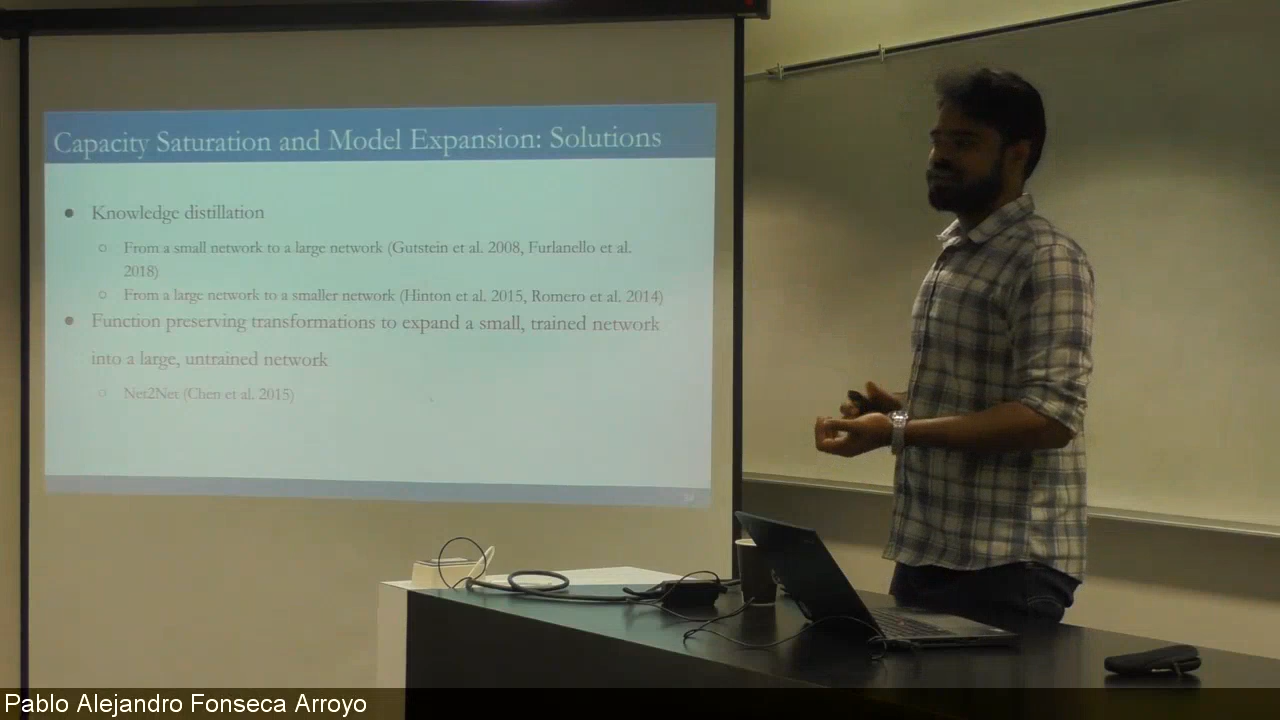 Capacity Saturation and Model Expansion: Solutions
● Knowledge distillation
○ From a small network to a large network (Gutstein et al. 2008, Furlanello et al.
2018)
○ From a large network to a smaller network (Hinton et al. 2015, Romero et al. 2014)
● Function preserving transformations to expand a small, trained network
into a large, untrained network
○ Net2Net (Chen et al. 2015)
Pablo Alejandro Fonseca Arroyo